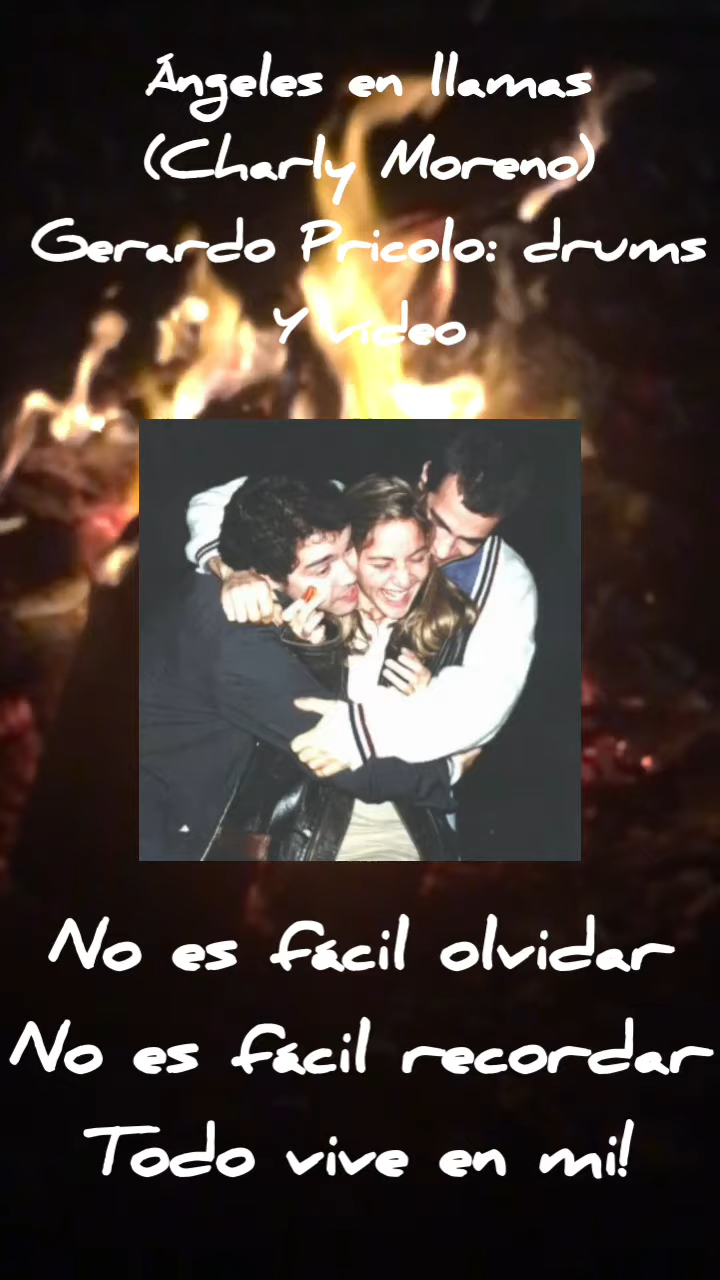 Ángeles en llamas
(Charly Moreno)
Gerardo Pricolo: drums
Y video
No es fácil olvidar
No es fácil recordar
Todo vive en mi!